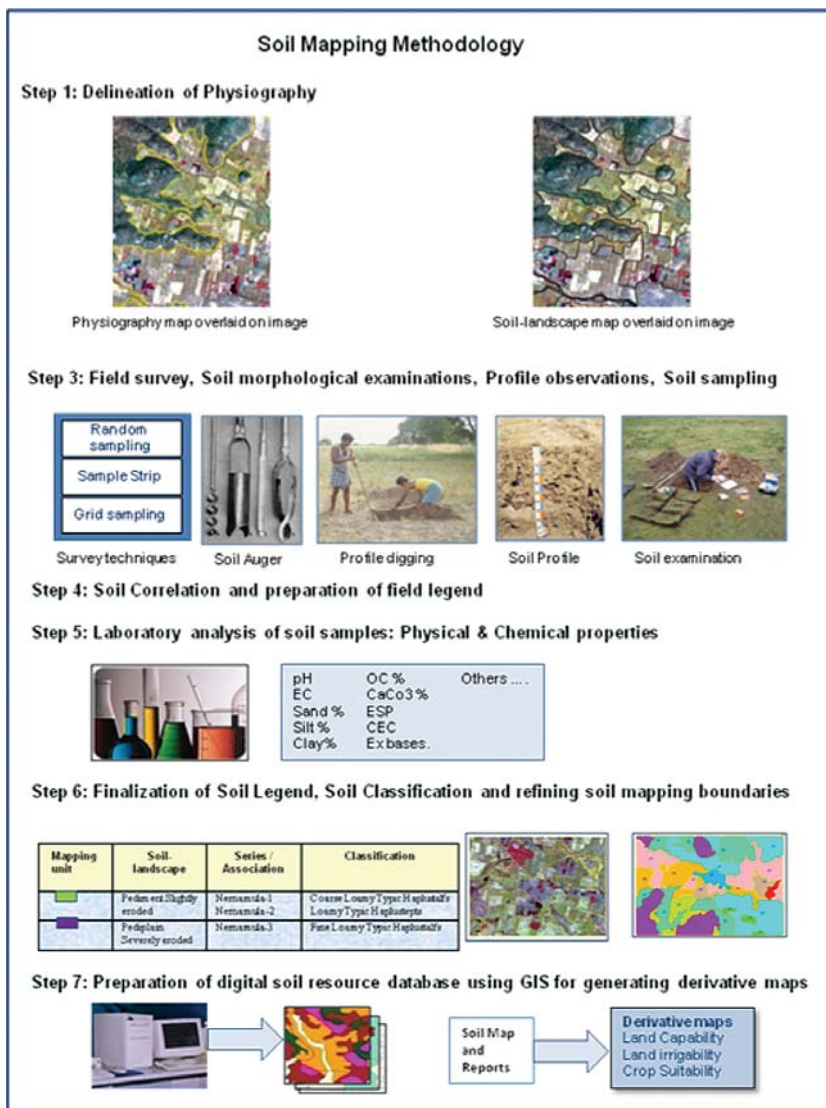 Soil Mapping Methodology
Step 1: Delineation of Physiography
Physiography map overlaid on image
Soil-landscape map overlaid on image
Step 3: Field survey, Soil morphological examinations, Profile observations, Soil sampling
Random sampling
Sample Strip
Grid sampling
Survey techniques
Soil Auger
Profile digging
Soil Profile
Soil examination
Step 4: Soil Correlation and preparation of field legend
Step 5: Laboratory analysis of soil samples: Physical & Chemical properties
pH OC % Others ....
EC CaCo3 %
Sand % ESP
Silt % CEC
Clay% Ex bases.
Step 6: Finalization of Soil Legend, Soil Classification and refining soil mapping boundaries
Mapping unit
Soil-landscape
Series / Association
Classification
Pediment Slightly eroded
Nemamula-1
Nemamula-2
Coarse Loamy Typic Haplustalfs
Loamy Typic Haplustepts
Pediplain Severely eroded
Nemamula-3
Fine Loamy Typic Haplustalfs
Step 7: Preparation of digital soil resource database using GIS for generating derivative maps
Soil Map
and
Reports
Derivative maps
Land Capability
Land irrigability
Crop Suitability